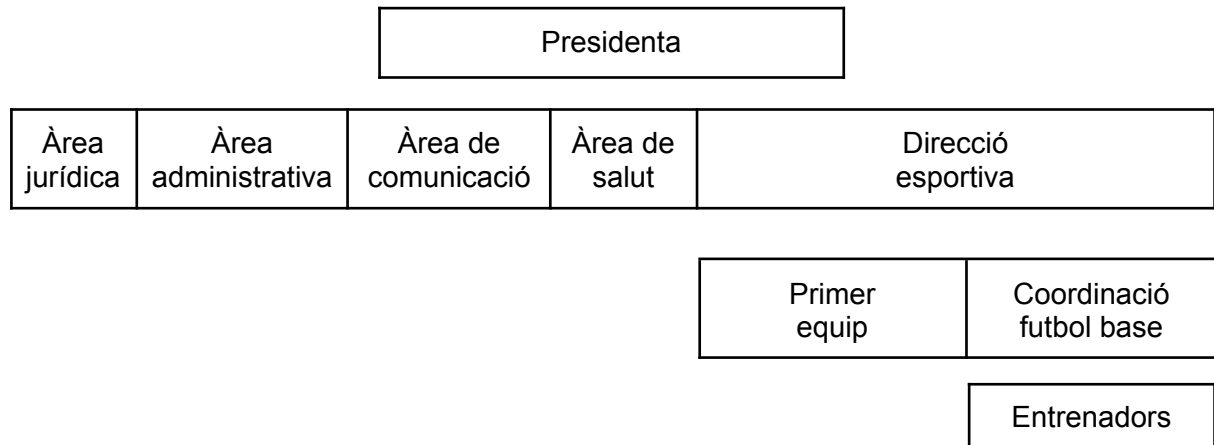 Presidenta
Àrea jurídica
Àrea administrativa
Àrea de comunicació
Àrea de salut
Direcció esportiva
Primer equip
Coordinació futbol base
Entrenadors